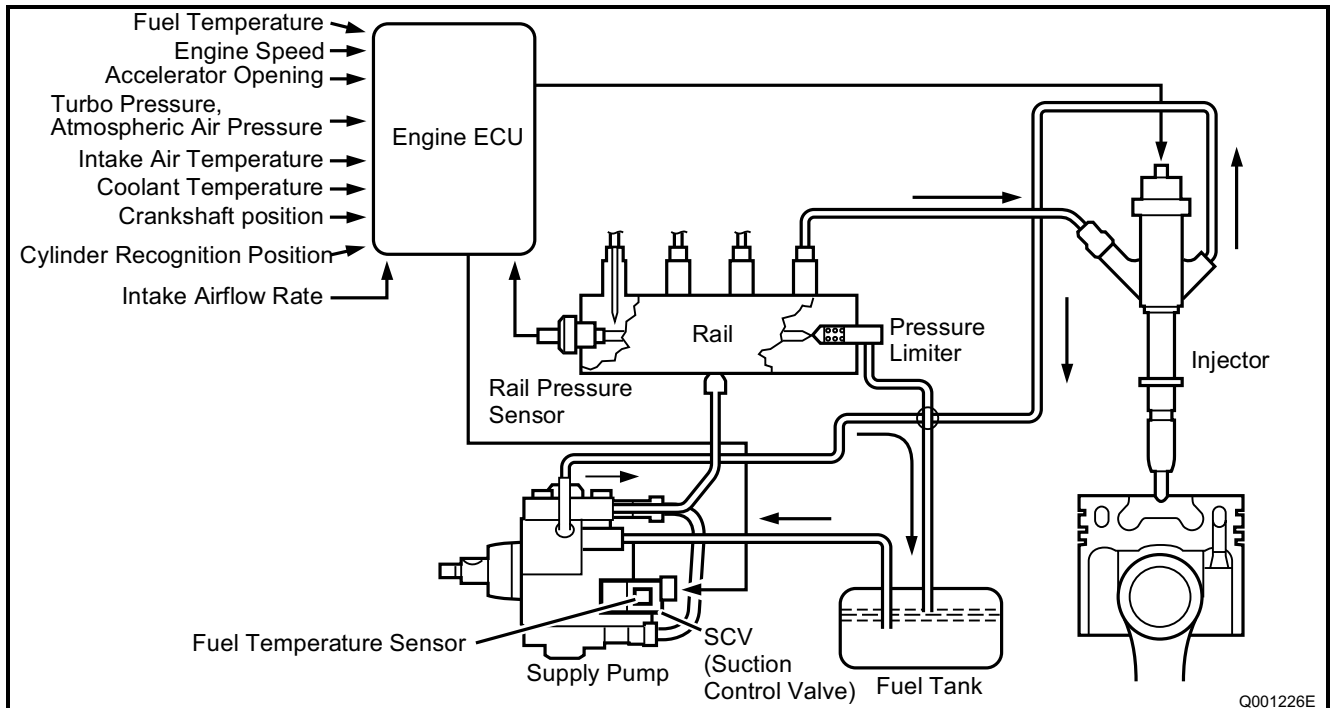 Fuel Temperature
Engine Speed
Accelerator Opening
Turbo Pressure,
Atmospheric Air Pressure
Intake Air Temperature
Coolant Temperature
Crankshaft position
Cylinder Recognition Position
Intake Airflow Rate
Engine ECU
Rail
Pressure
Limiter
Injector
Rail Pressure
Sensor
Fuel Temperature Sensor
Supply Pump
SCV
(Suction
Control Valve)
Fuel Tank
Q001226E